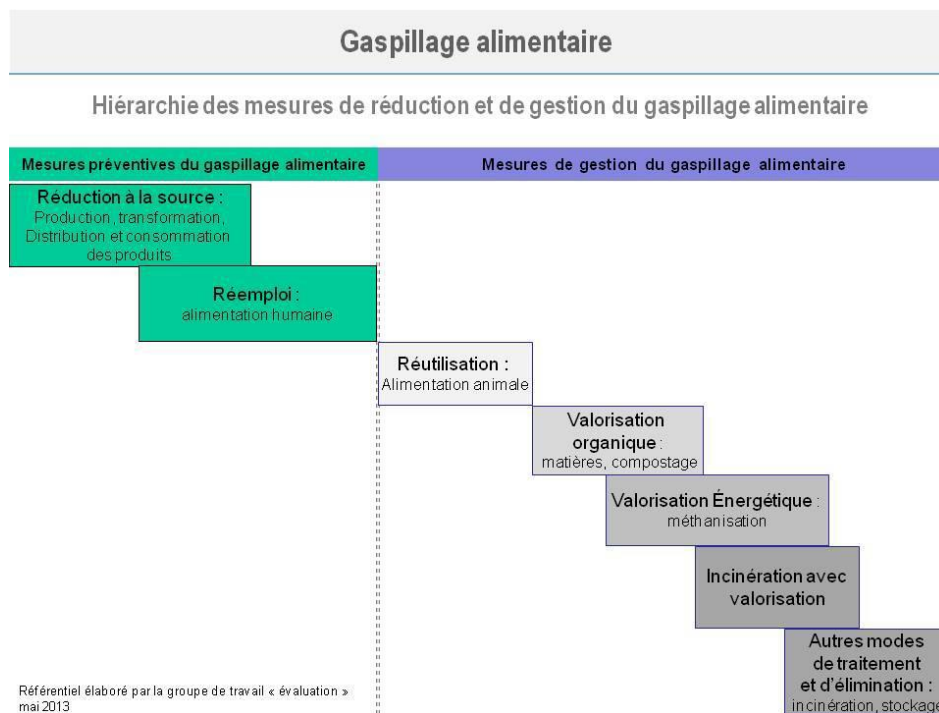 Gaspillage alimentaire
Hiérarchie des mesures de réduction et de gestion du gaspillage alimentaire
Mesures préventives du gaspillage alimentaire
Mesures de gestion du gaspillage alimentaire
Réduction à la source :
Production, transformation,
Distribution et consommation
des produits
Réemploi :
alimentation humaine
Réutilisation :
Alimentation animale
Valorisation
organique :
matières, compostage
Valorisation Énergétique :
méthanisation
Incinération avec
valorisation
Autres modes
de traitement
et d'élimination :
incinération, stockage
Référentiel élaboré par la groupe de travail « évaluation »
mai 2013